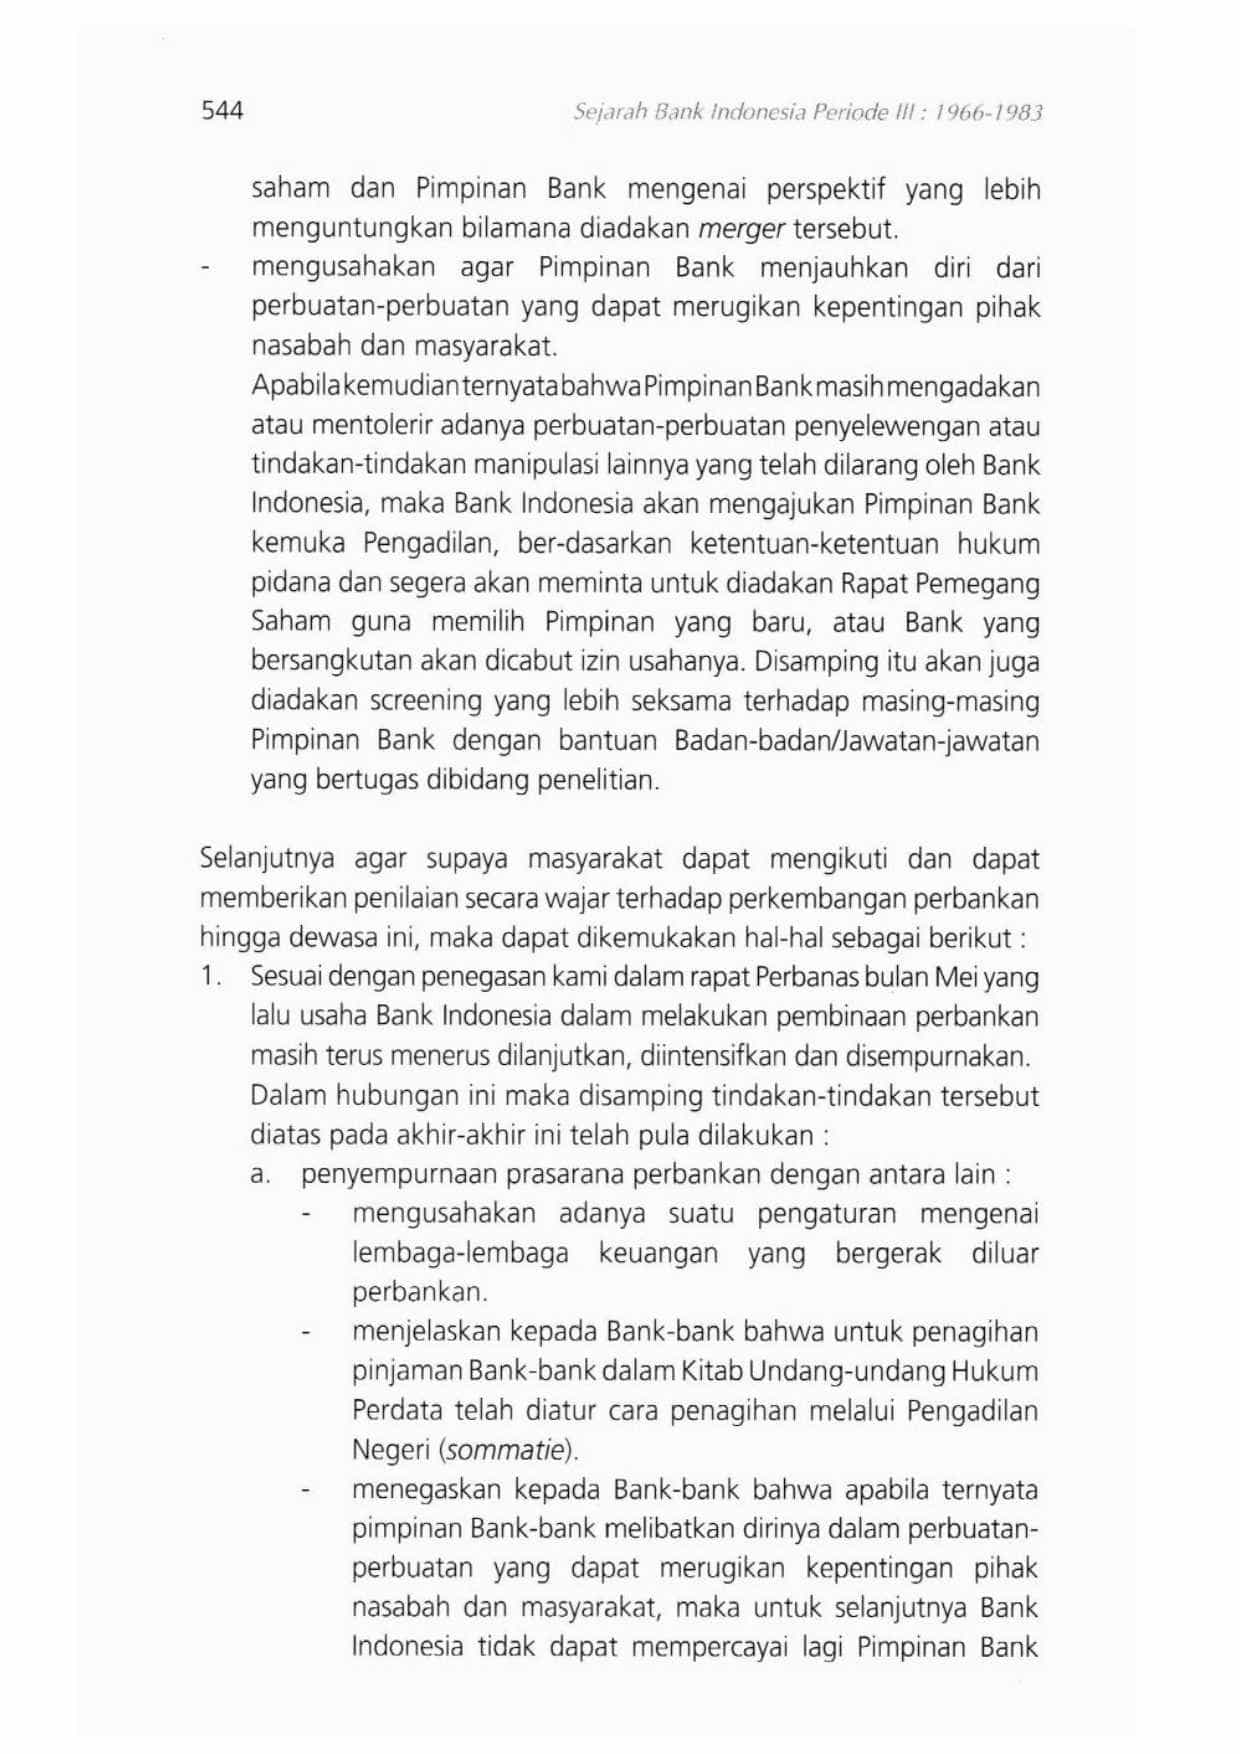 544
Sejarah Bank Indonesia Periode III : 1966-1983
saham dan Pimpinan Bank mengenai perspektif yang lebih
menguntungkan bilamana diadakan merger tersebut.
- mengusahakan agar Pimpinan Bank menjauhkan diri dari
perbuatan-perbuatan yang dapat merugikan kepentingan pihak
nasabah dan masyarakat.
Apabila kemudian ternyata bahwa Pimpinan Bank masih mengadakan
atau mentolerir adanya perbuatan-perbuatan penyelewengan atau
tindakan-tindakan manipulasi lainnya yang telah dilarang oleh Bank
Indonesia, maka Bank Indonesia akan mengajukan Pimpinan Bank
kemuka Pengadilan, ber-dasarkan ketentuan-ketentuan hukum
pidana dan segera akan meminta untuk diadakan Rapat Pemegang
Saham guna memilih Pimpinan yang baru, atau Bank yang
bersangkutan akan dicabut izin usahanya. Disamping itu akan juga
diadakan screening yang lebih seksama terhadap masing-masing
Pimpinan Bank dengan bantuan Badan-badan/Jawatan-jawatan
yang bertugas dibidang penelitian.
Selanjutnya agar supaya masyarakat dapat mengikuti dan dapat
memberikan penilaian secara wajar terhadap perkembangan perbankan
hingga dewasa ini, maka dapat dikemukakan hal-hal sebagai berikut :
1. Sesuai dengan penegasan kami dalam rapat Perbanas bulan Mei yang
lalu usaha Bank Indonesia dalam melakukan pembinaan perbankan
masih terus menerus dilanjutkan, diintensifkan dan disempurnakan.
Dalam hubungan ini maka disamping tindakan-tindakan tersebut
diatas pada akhir-akhir ini telah pula dilakukan :
a. penyempurnaan prasarana perbankan dengan antara lain :
- mengusahakan adanya suatu pengaturan mengenai
lembaga-lembaga keuangan yang bergerak diluar
perbankan.
- menjelaskan kepada Bank-bank bahwa untuk penagihan
pinjaman Bank-bank dalam Kitab Undang-undang Hukum
Perdata telah diatur cara penagihan melalui Pengadilan
Negeri (sommatie).
- menegaskan kepada Bank-bank bahwa apabila ternyata
pimpinan Bank-bank melibatkan dirinya dalam perbuatan-
perbuatan yang dapat merugikan kepentingan pihak
nasabah dan masyarakat, maka untuk selanjutnya Bank
Indonesia tidak dapat mempercayai lagi Pimpinan Bank